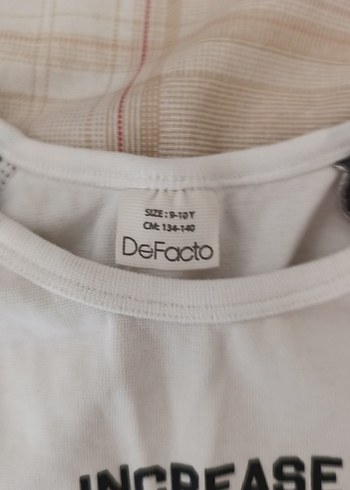 SIZE : 9-10 Y
CM: 134-140
DeFacto
INCREASE